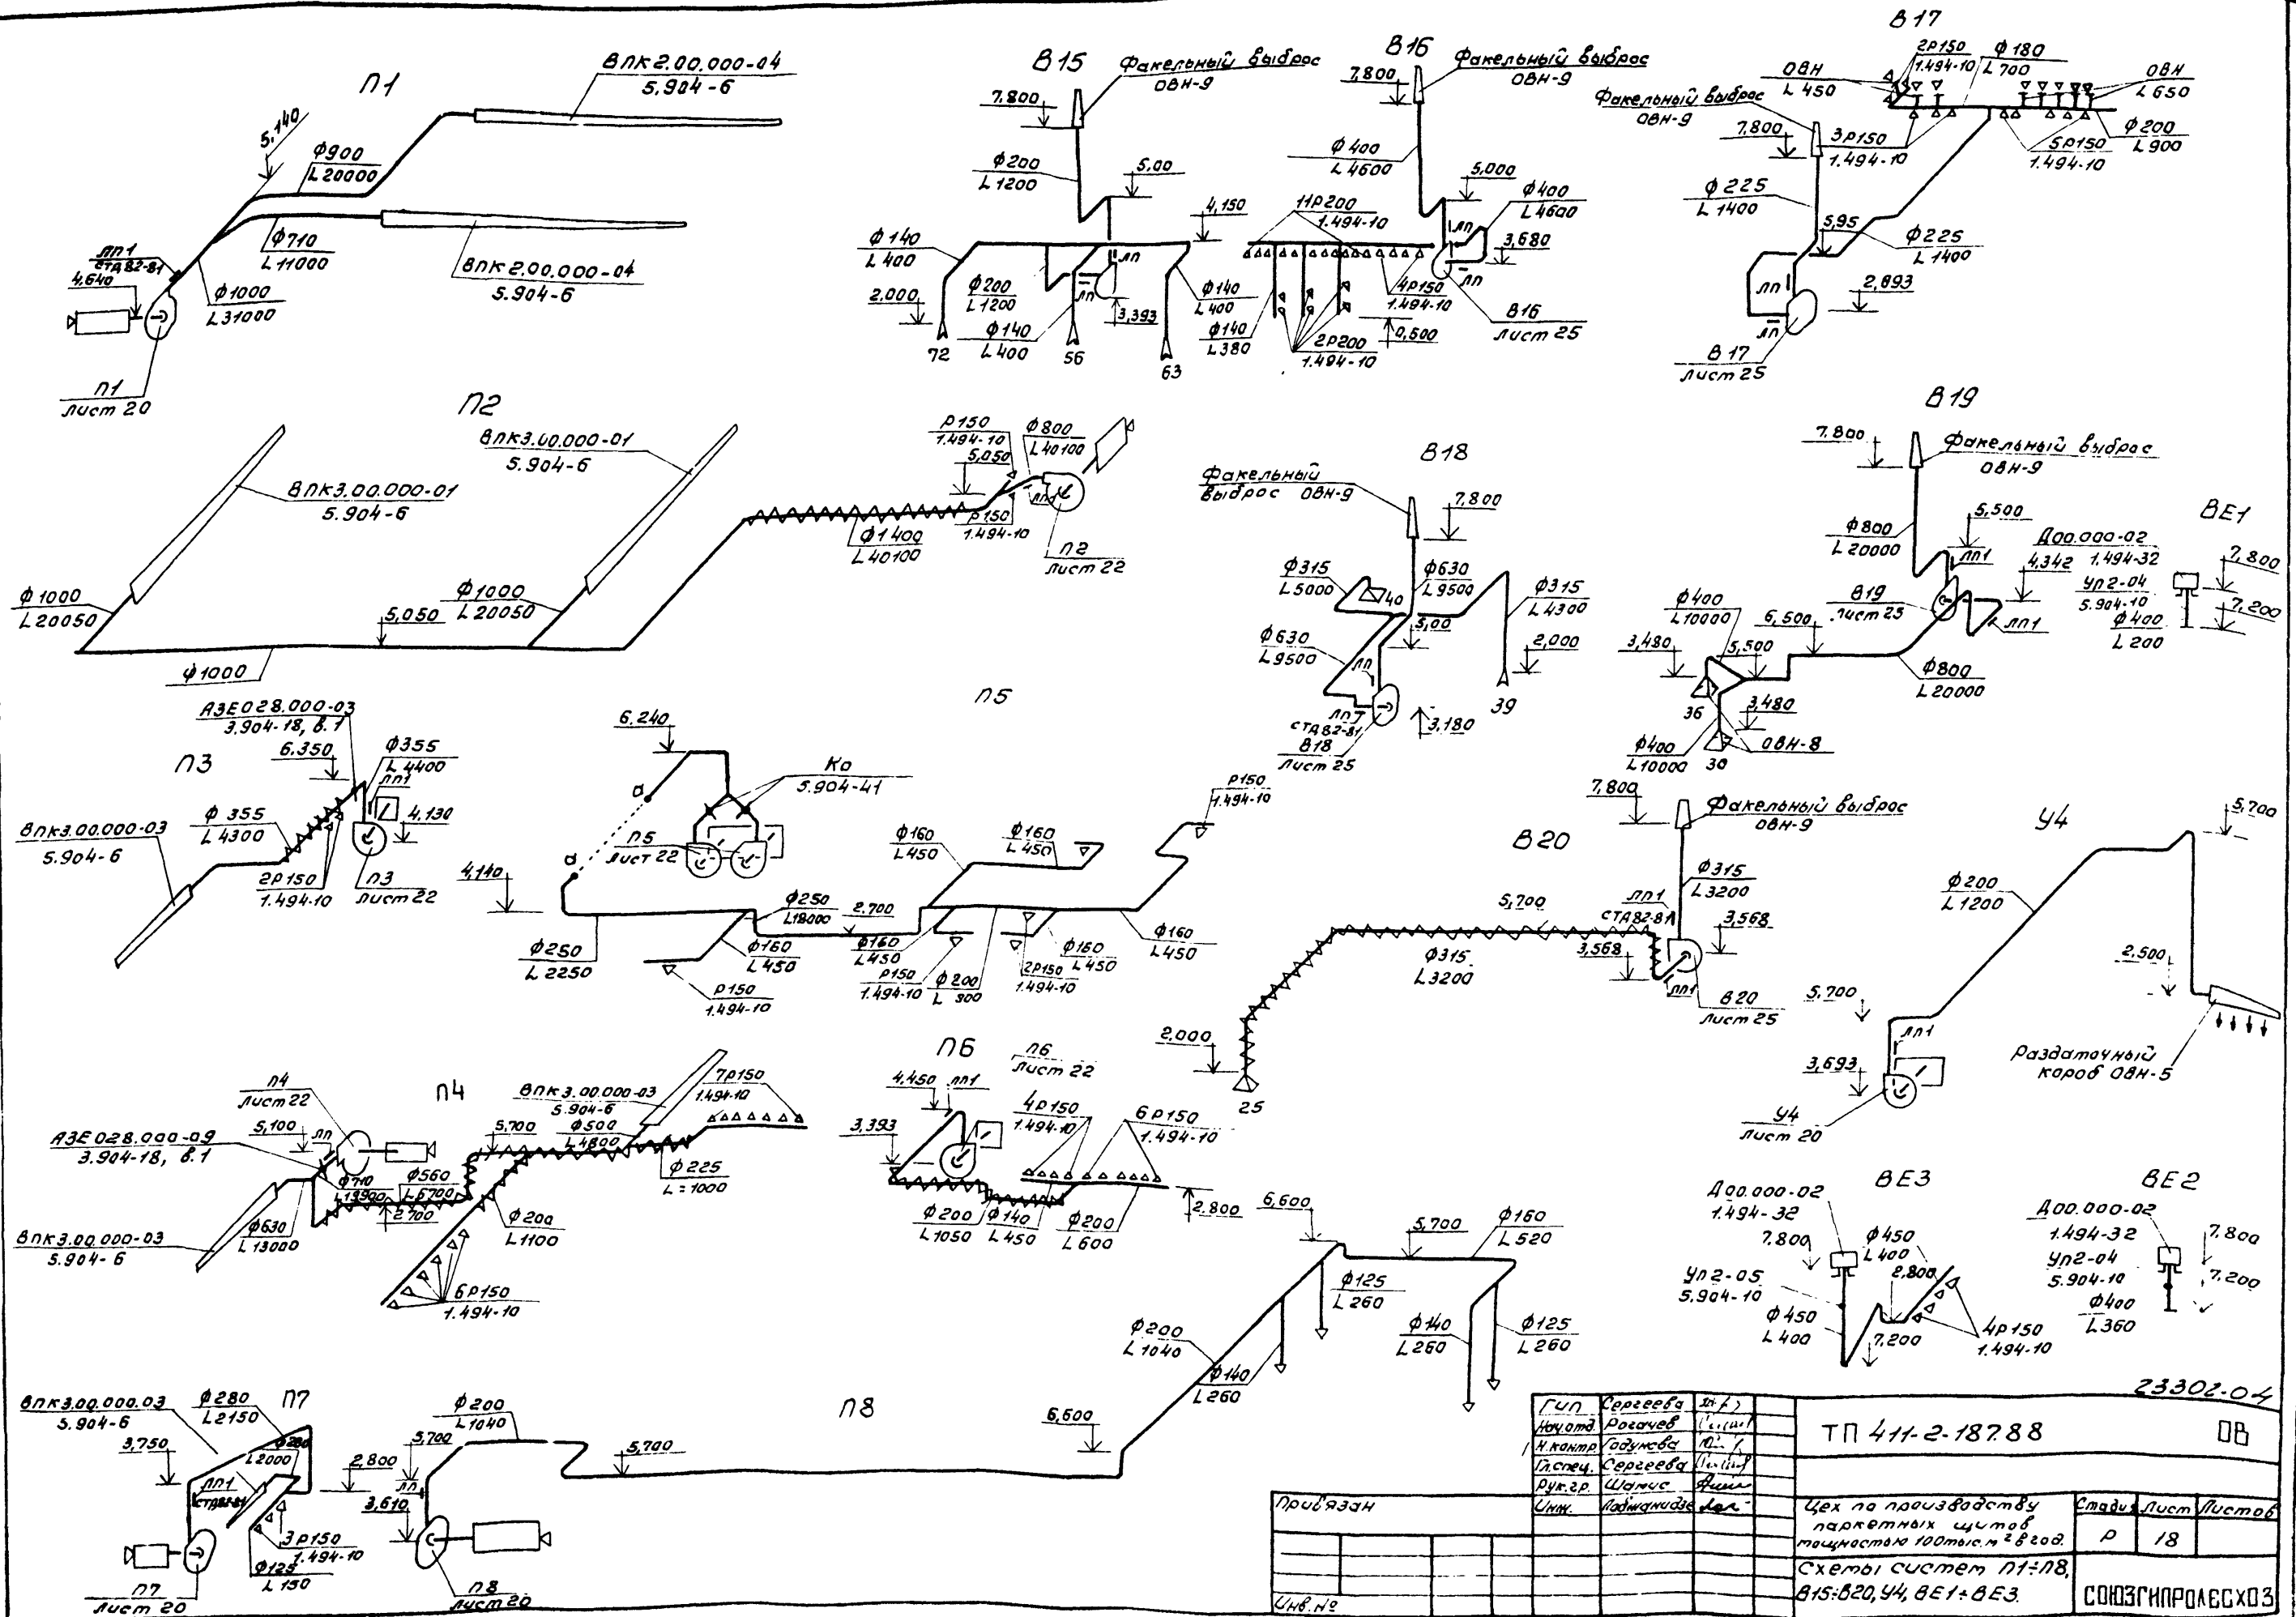 П1
ВПК2.00.000-04
5.904-6
5,140
ф900
L20000
ф710
L11000
ВПК2.00.000-04
5.904-6
ЛП1
СТД82-81
4,640
ф1000
L31000
П1
Лист 20
В15
Факельный выброс
ОВН-9
7,800
ф200
L1200
5,00
4,150
ф140
L400
ЛП
ф200
L1200
ЛП
2,000
ф140
L400
3,393
ф140
L400
72
56
63
В16
Факельный выброс
ОВН-9
7,800
ф400
L4600
5,000
ф400
L4600
11Р200
1.494-10
ЛП
3,680
ЛП
4Р150
1.494-10
ф140
L380
2Р200
1.494-10
0,500
В16
Лист 25
В17
2Р150
1.494-10
ф180
L700
ОВН
L450
ОВН
L650
Факельный выброс
ОВН-9
7,800
3Р150
1.494-10
5Р150
1.494-10
ф200
L900
ф225
L1400
5,95
ф225
L1400
ЛП
2,893
ЛП
В17
Лист 25
П2
ВПК3.00.000-01
5.904-6
ВПК3.00.000-01
5.904-6
Р150
1.494-10
ф800
L40100
5,050
ЛП
Р150
1.494-10
ф1400
L40100
П2
Лист 22
ф1000
L20050
5,050
ф1000
L20050
ф1000
В18
Факельный
выброс ОВН-9
7,800
ф315
L5000
40
ф630
L9500
ф315
L4300
5,00
ф630
L9500
2,000
ЛП
ЛП
СТД82-81
3,180
39
В18
Лист 25
В19
7,800
Факельный выброс
ОВН-9
ф800
L20000
5,500
ЛП1
4,342
В19
Лист 25
ф400
L10000
6,500
ЛП1
3,480
5,500
ф800
L20000
36
3,480
ф400
L10000
30
ОВН-8
ВЕ1
Д00.000-02
1.494-32
7,800
УП2-04
5.904-10
7,200
ф400
L200
П3
АЗЕ028.000-03
3.904-18, в.1
6.350
ф355
L4400
ЛП1
ф355
L4300
4,130
ВПК3.00.000-03
5.904-6
2Р150
1.494-10
П3
Лист 22
П5
6,240
КО
5.904-41
а
П5
Лист 22
а
4,140
ф250
L2250
ф250
L18000
2,700
ф160
L450
Р150
1.494-10
ф160
L450
ф160
L450
Р150
1.494-10
ф160
L450
Р150
1.494-10
ф200
L 900
2Р150
1.494-10
ф160
L450
ф160
L450
В20
7,800
Факельный выброс
ОВН-9
ф315
L3200
ЛП1
СТД82-81
3,568
5,700
3,568
ф315
L3200
ЛП1
В20
Лист 25
2,000
25
У4
5,700
ф200
L1200
2,500
5,700
ЛП1
3,693
Раздаточный
короб ОВН-5
У4
Лист 20
П4
П4
Лист 22
5,100
ЛП
АЗЕ028.000-09
3.904-18, в.1
ф710
L19900
ф560
L6700
2,700
ф630
L13000
ВПК3.00.000-03
5.904-6
5,700
ВПК3.00.000-03
5.904-6
ф500
L4800
7Р150
1.494-10
ф225
L=1000
ф200
L1100
6Р150
1.494-10
П6
П6
Лист 22
4,450
ЛП1
3,393
4Р150
1.494-10
6Р150
1.494-10
ф200
L1050
ф140
L450
ф200
L600
2,800
ВЕ3
Д00.000-02
1.494-32
7,800
ф450
L400
УП2-05
5.904-10
2,800
ф450
L400
7,200
4Р150
1.494-10
ВЕ2
Д00.000-02
1.494-32
7,800
УП2-04
5.904-10
7,200
ф400
L360
П7
ВПК3.00.000.03
5.904-6
ф280
L2150
3,750
ф280
L2000
ЛП1
СТД82-81
2,800
3Р150
1.494-10
ф125
L150
П7
Лист 20
П8
ф200
L1040
5,700
ЛП
3,610
5,700
П8
Лист 20
6,600
6,600
5,700
ф160
L520
ф125
L260
ф200
L1040
ф140
L260
ф140
L260
ф125
L260
23302-04
ГИП Сергеева
Нач.отд. Рогачев
Н.контр. Годунова
Гл.спец. Сергеева
Рук.гр. Шамис
Инж.
ТП 411-2-187.88
ОВ
Цех по производству
паркетных щитов
мощностью 100тыс.м² в год.
Стадия Лист Листов
Р 18
Схемы систем П1÷П8,
В15÷В20, У4, ВЕ1÷ВЕ3.
СОЮЗГИПРОЛЕСХОЗ
Привязан
Инв.№